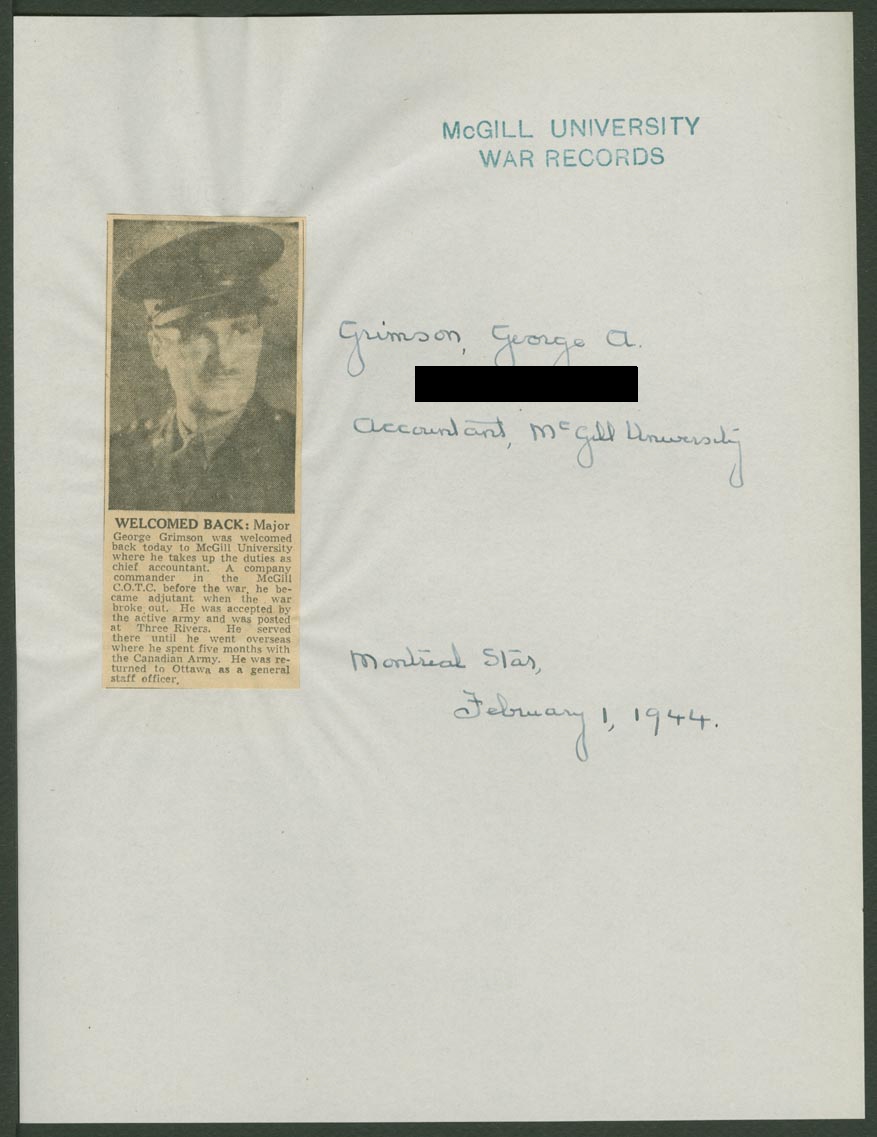 McGILL UNIVERSITY
WAR RECORDS
Grimson, George A.
Accountant, McGill University
WELCOMED BACK: Major
George Grimson was welcomed
back today to McGill University
where he takes up the duties as
chief accountant. A company
commander in the McGill
C.O.T.C. before the war, he be-
came adjutant when the war
broke out. He was accepted by
the active army and was posted
at Three Rivers. He served
there until he went overseas
where he spent five months with
the Canadian Army. He was re-
turned to Ottawa as a general
staff officer.
Montreal Star,
February 1, 1944.